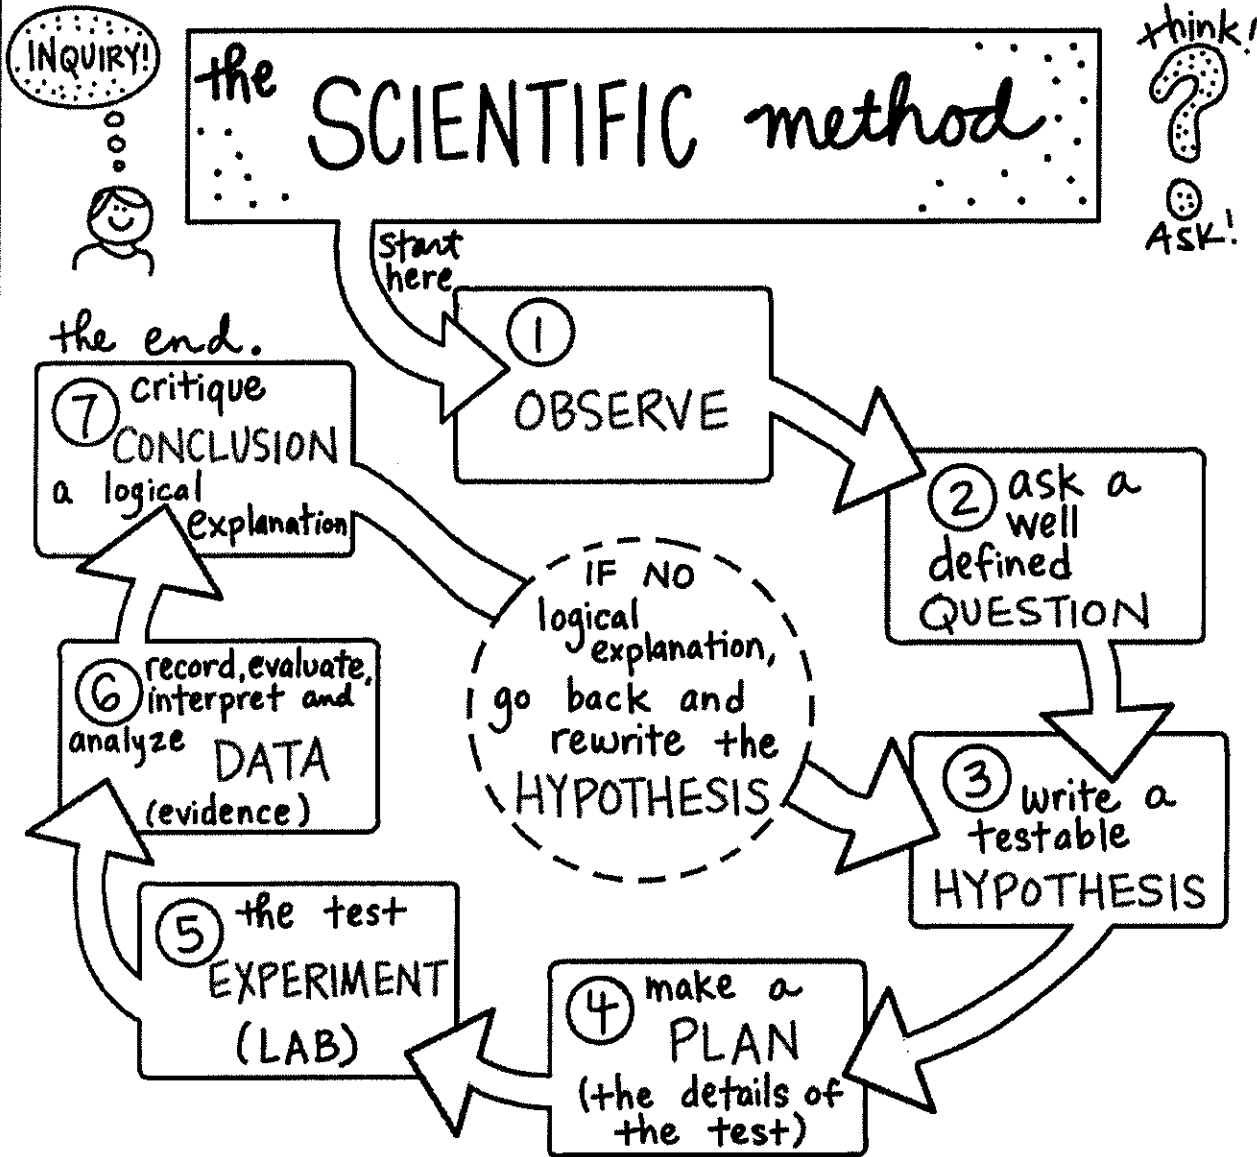 INQUIRY!
the SCIENTIFIC method
think!
ASK!
start
here
1
OBSERVE
2 ask a
well
defined
QUESTION
3 write a
testable
HYPOTHESIS
4 make a
PLAN
(the details of
the test)
5 the test
EXPERIMENT
(LAB)
6 record, evaluate,
interpret and
analyze DATA
(evidence)
the end.
7 critique
CONCLUSION
a logical
explanation
IF NO
logical
explanation,
go back and
rewrite the
HYPOTHESIS